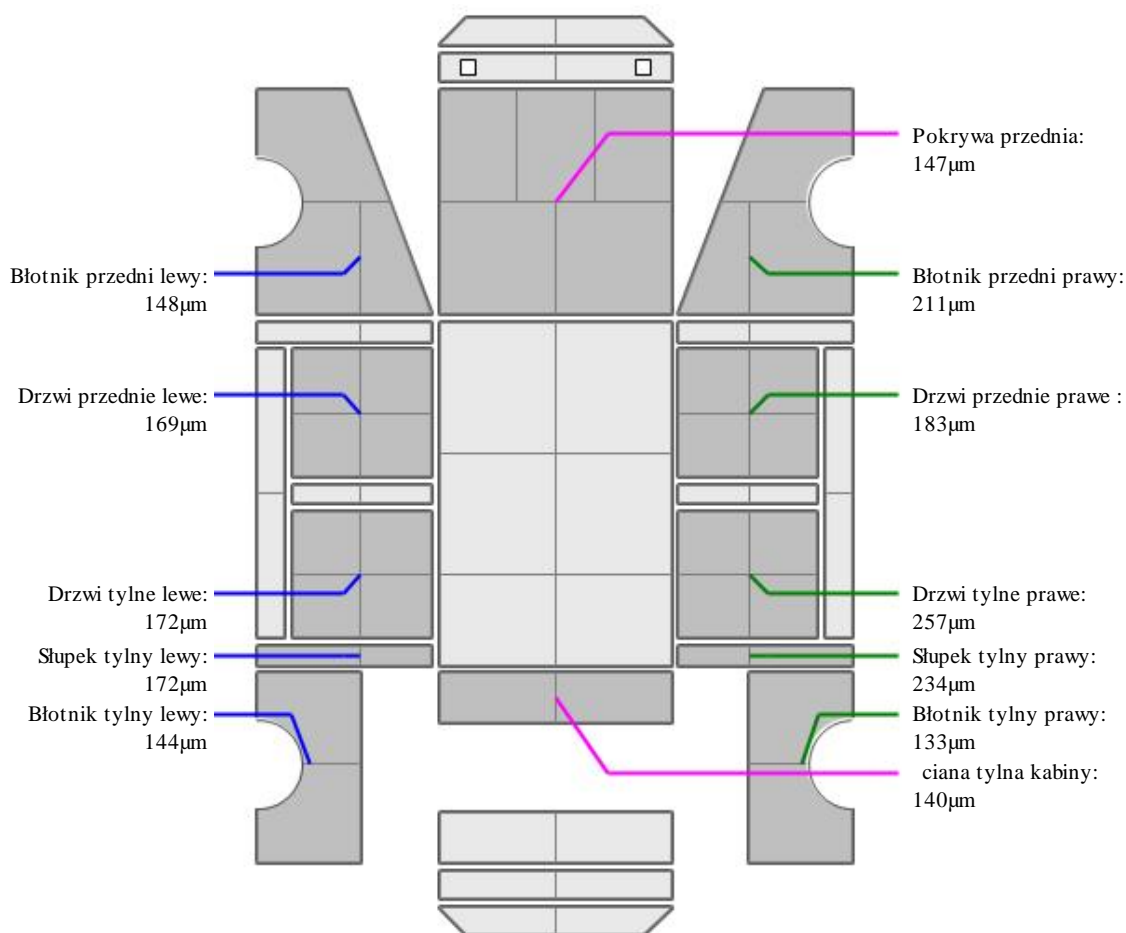 Pokrywa przednia:
147µm
Błotnik przedni lewy:
148µm
Błotnik przedni prawy:
211µm
Drzwi przednie lewe:
169µm
Drzwi przednie prawe :
183µm
Drzwi tylne lewe:
172µm
Drzwi tylne prawe:
257µm
Słupek tylny lewy:
172µm
Słupek tylny prawy:
234µm
Błotnik tylny lewy:
144µm
Błotnik tylny prawy:
133µm
ciana tylna kabiny:
140µm